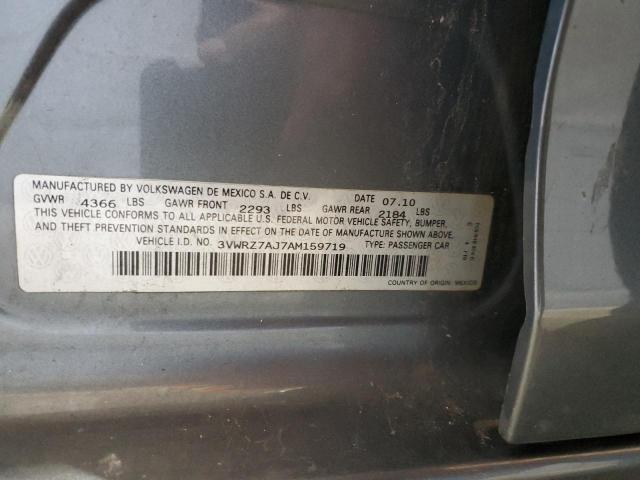 MANUFACTURED BY VOLKSWAGEN DE MEXICO S.A. DE C.V. DATE 07.10
GVWR 4366 LBS GAWR FRONT 2293 LBS GAWR REAR 2184 LBS
THIS VEHICLE CONFORMS TO ALL APPLICABLE U.S. FEDERAL MOTOR VEHICLE SAFETY, BUMPER,
AND THEFT PREVENTION STANDARDS IN EFFECT ON THE DATE OF MANUFACTURE SHOWN ABOVE.
VEHICLE I.D. NO. 3VWRZ7AJ7AM159719 TYPE: PASSENGER CAR
COUNTRY OF ORIGIN: MEXICO